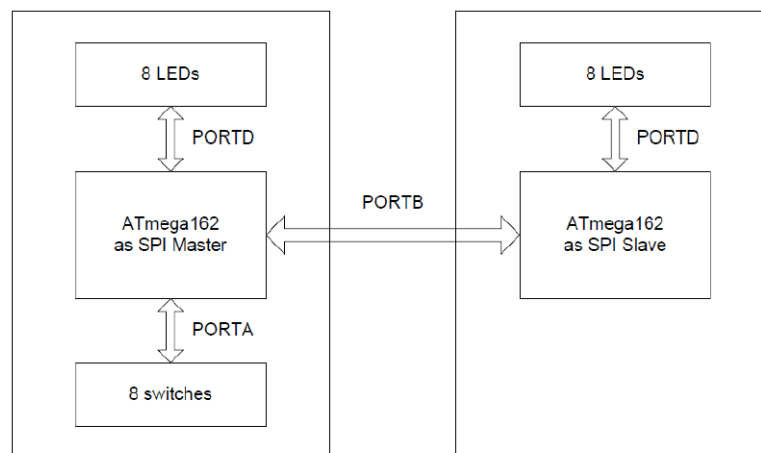 8 LEDs
PORTD
ATmega162
as SPI Master
PORTA
8 switches
PORTB
8 LEDs
PORTD
ATmega162
as SPI Slave